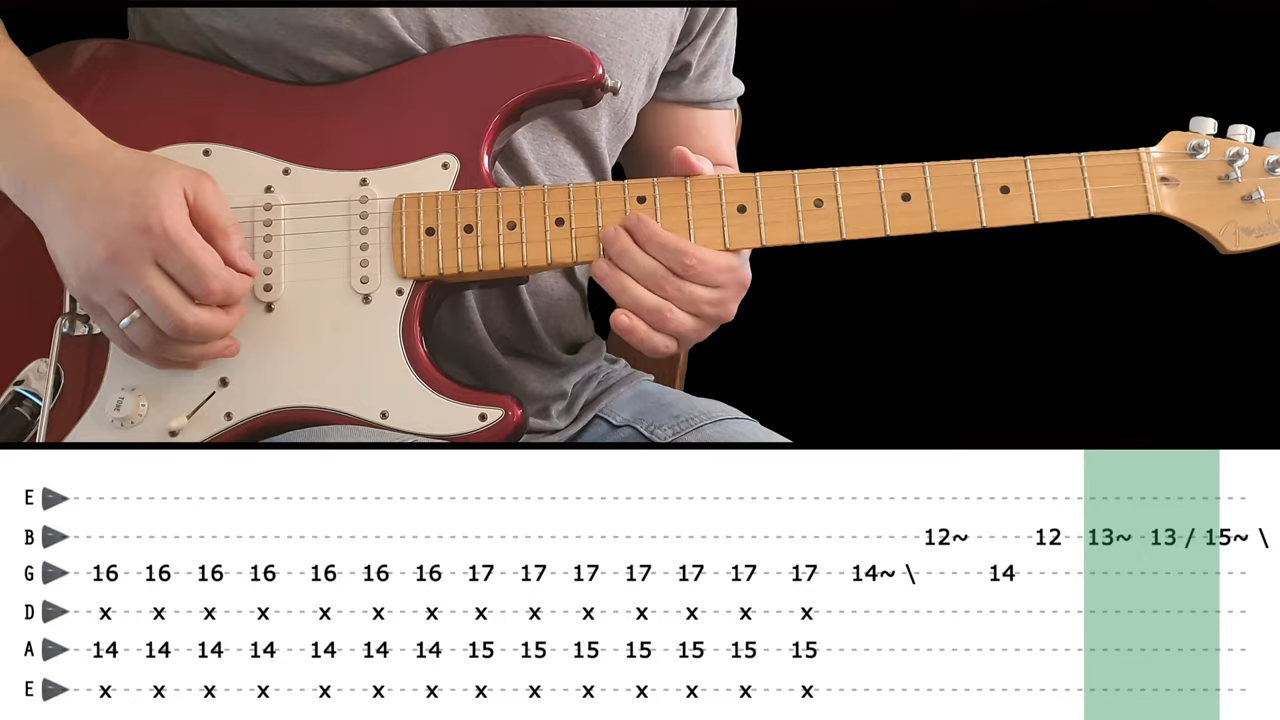 TONE
E
B 12~ 12 13~ 13 / 15~ \
G 16 16 16 16 16 16 16 17 17 17 17 17 17 17 14~ \ 14
D x x x x x x x x x x x x x x
A 14 14 14 14 14 14 14 15 15 15 15 15 15 15
E x x x x x x x x x x x x x x